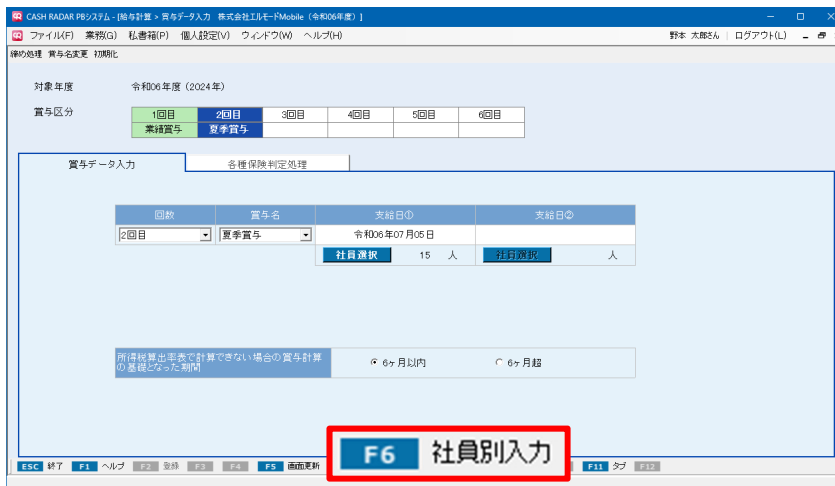 CASH RADAR PBシステム - [給与計算 > 賞与データ入力 株式会社エルモードMobile（令和06年度）]
ファイル(F) 業務(G) 私書箱(P) 個人設定(V) ウィンドウ(W) ヘルプ(H) 野本 太郎さん ログアウト(L)
締め処理 賞与名変更 初期化
対象年度 令和06年度（2024年）
賞与区分 1回目 2回目 3回目 4回目 5回目 6回目
業績賞与 夏季賞与
賞与データ入力 各種保険判定処理
回数 賞与名 支給日① 支給日②
2回目 夏季賞与 令和06年07月05日
社員選択 15 人 社員選択 人
所得税算出率表で計算できない場合の賞与計算
の基礎となった期間
6ヶ月以内 6ヶ月超
F6 社員別入力
ESC 終了 F1 ヘルプ F2 登録 F3 F4 F5 画面更新 F11 タブ F12